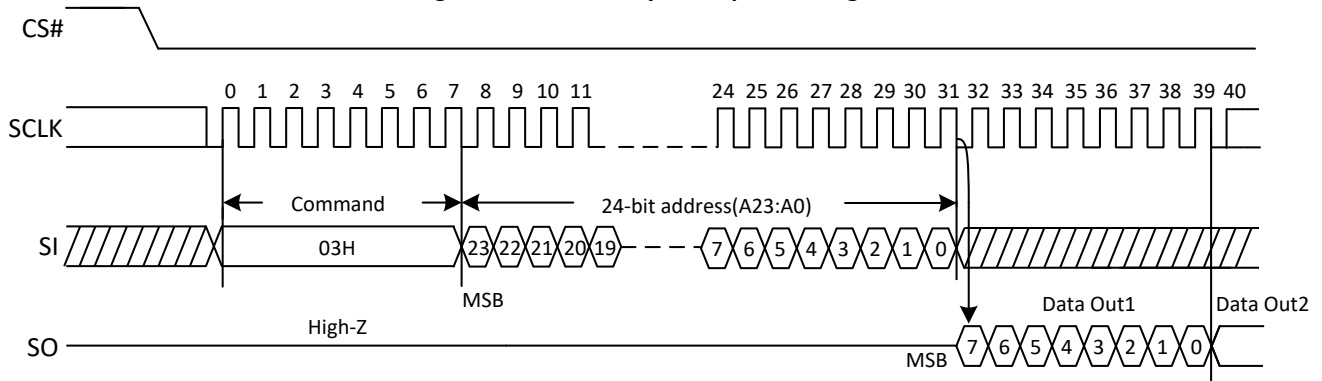 CS#
0 1 2 3 4 5 6 7 8 9 10 11 24 25 26 27 28 29 30 31 32 33 34 35 36 37 38 39 40
SCLK
Command 24-bit address(A23:A0)
SI 03H 23 22 21 20 19 7 6 5 4 3 2 1 0
MSB Data Out1 Data Out2
High-Z
SO MSB 7 6 5 4 3 2 1 0